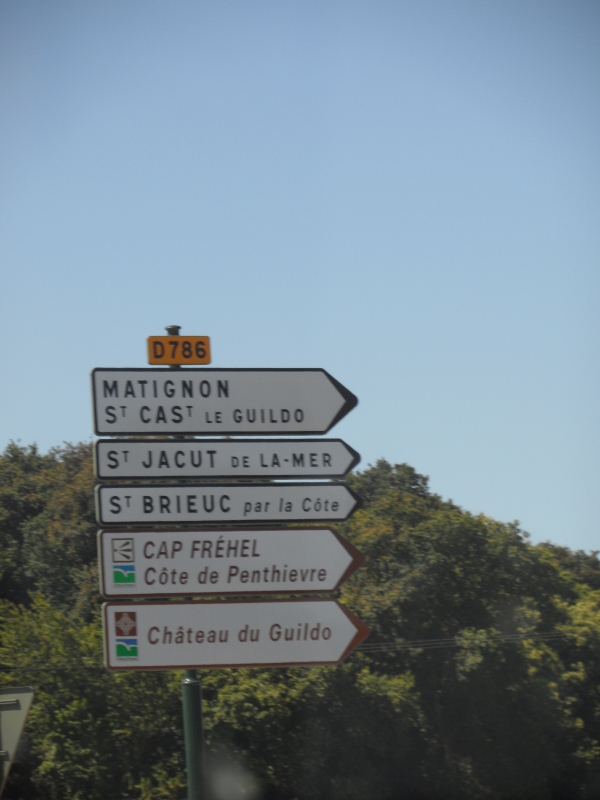 D786
MATIGNON
ST CAST LE GUILDO
ST JACUT DE LA-MER
ST BRIEUC par la Côte
CAP FRÉHEL
Côte de Penthievre
Château du Guildo